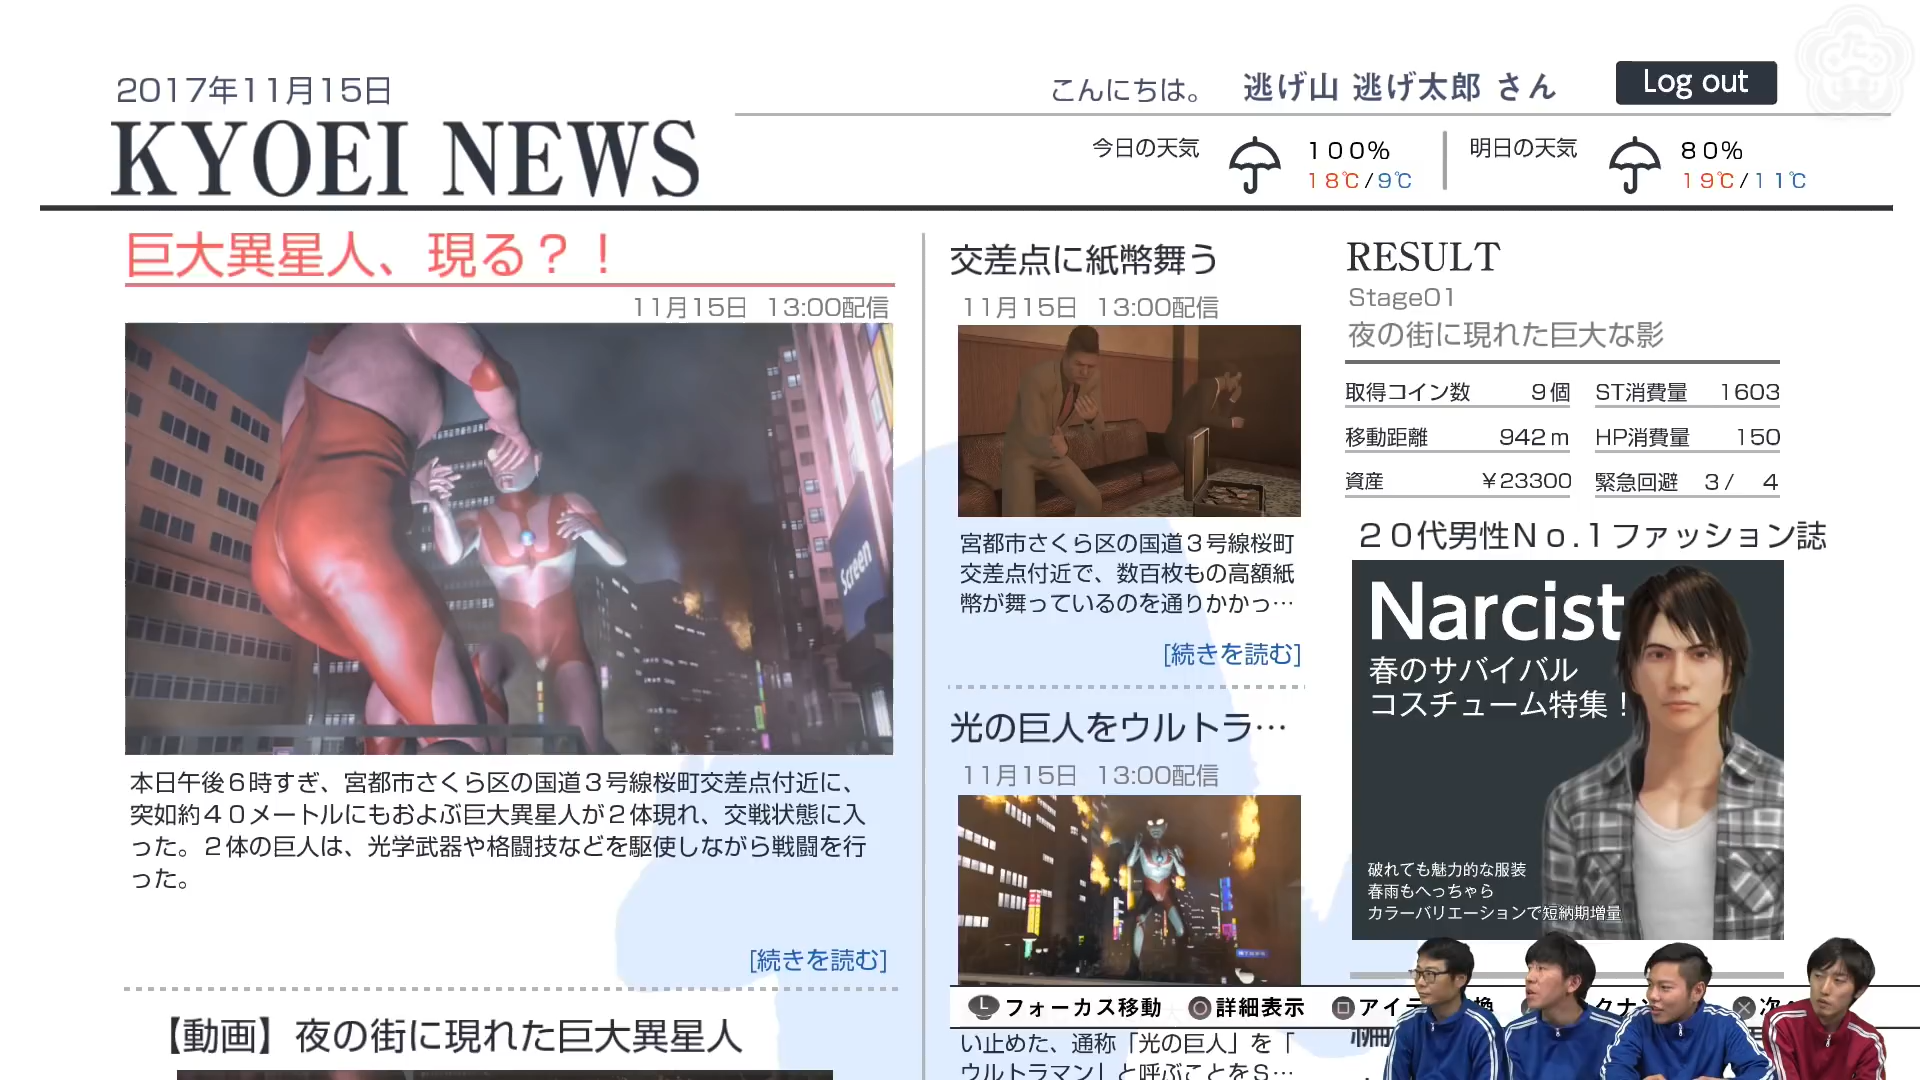 2017年11月15日
KYOEI NEWS
こんにちは。 逃げ山 逃げ太郎 さん
Log out
今日の天気 100%
18℃/9℃
明日の天気 80%
19℃/11℃
巨大異星人、現る？！
11月15日 13:00配信
Screen
本日午後６時すぎ、宮都市さくら区の国道３号線桜町交差点付近に、
突如約４０メートルにもおよぶ巨大異星人が２体現れ、交戦状態に入
った。２体の巨人は、光学武器や格闘技などを駆使しながら戦闘を行
った。
[続きを読む]
【動画】夜の街に現れた巨大異星人
交差点に紙幣舞う
11月15日 13:00配信
宮都市さくら区の国道３号線桜町
交差点付近で、数百枚もの高額紙
幣が舞っているのを通りかかっ…
[続きを読む]
光の巨人をウルトラ…
11月15日 13:00配信
い止めた、通称「光の巨人」を「
ウルトラマン」と呼ぶことをＳ…
RESULT
Stage01
夜の街に現れた巨大な影
取得コイン数 9個 ST消費量 1603
移動距離 942m HP消費量 150
資産 ¥23300 緊急回避 3/ 4
２０代男性Ｎｏ.１ファッション誌
Narcist
春のサバイバル
コスチューム特集！
破れても魅力的な服装
春雨もへっちゃら
カラーバリエーションで短納期増量
L フォーカス移動 詳細表示 アイ